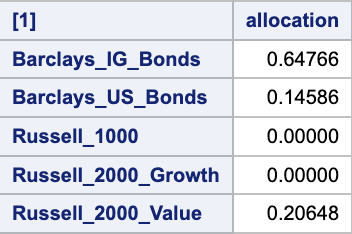 [1] allocation
Barclays_IG_Bonds 0.64766
Barclays_US_Bonds 0.14586
Russell_1000 0.00000
Russell_2000_Growth 0.00000
Russell_2000_Value 0.20648